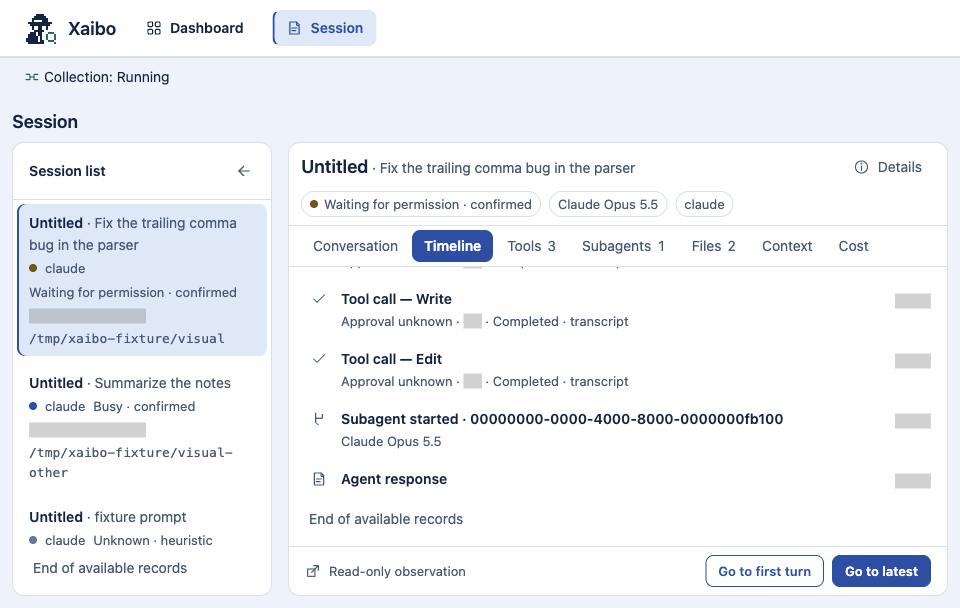 Xaibo
Dashboard
Session
Collection: Running
Session
Session list
Untitled · Fix the trailing comma
bug in the parser
claude
Waiting for permission · confirmed
/tmp/xaibo-fixture/visual
Untitled · Summarize the notes
claude Busy · confirmed
/tmp/xaibo-fixture/visual-
other
Untitled · fixture prompt
claude Unknown · heuristic
End of available records
Untitled · Fix the trailing comma bug in the parser
Details
Waiting for permission · confirmed
Claude Opus 5.5
claude
Conversation
Timeline
Tools 3
Subagents 1
Files 2
Context
Cost
Tool call — Write
Approval unknown · · Completed · transcript
Tool call — Edit
Approval unknown · · Completed · transcript
Subagent started · 00000000-0000-4000-8000-0000000fb100
Claude Opus 5.5
Agent response
End of available records
Read-only observation
Go to first turn
Go to latest